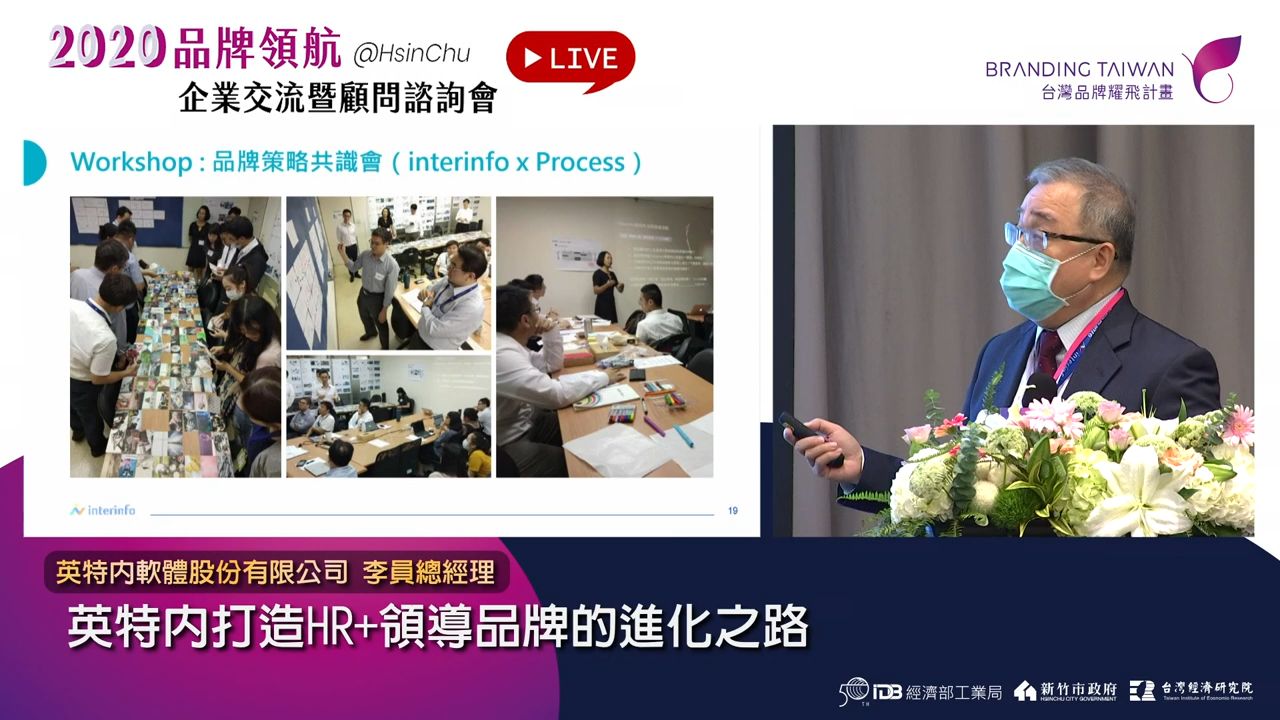 2020品牌領航 @HsinChu
LIVE
企業交流暨顧問諮詢會
BRANDING TAIWAN
台灣品牌耀飛計畫
Workshop : 品牌策略共識會 ( interinfo x Process )
interinfo
19
英特內軟體股份有限公司 李員總經理
英特內打造HR+領導品牌的進化之路
50TH IDB 經濟部工業局
新竹市政府
HSINCHU CITY GOVERNMENT
台灣經濟研究院
Taiwan Institute of Economic Research